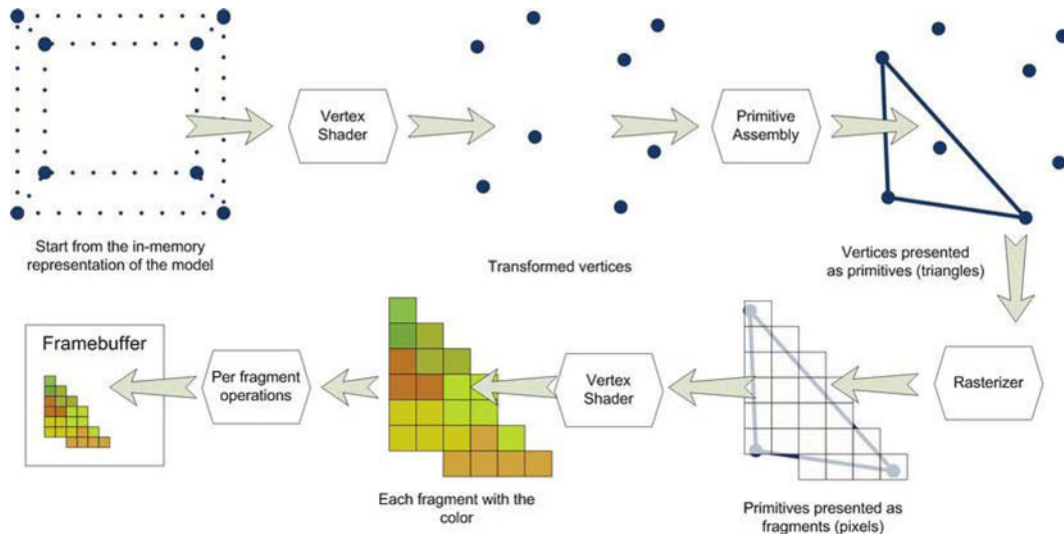 Vertex
Shader
Primitive
Assembly
Start from the in-memory
representation of the model
Transformed vertices
Vertices presented
as primitives (triangles)
Framebuffer
Per fragment
operations
Vertex
Shader
Rasterizer
Each fragment with the
color
Primitives presented as
fragments (pixels)